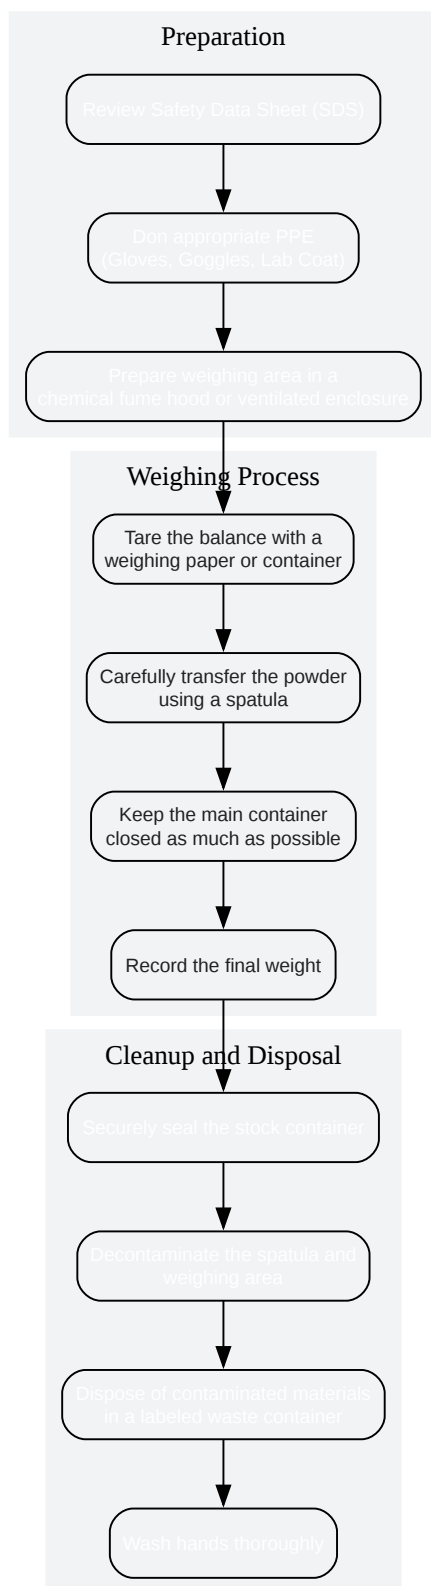 Preparation
Review Safety Data Sheet (SDS)
Don appropriate PPE
(Gloves, Goggles, Lab Coat)
Prepare weighing area in a
chemical fume hood or ventilated enclosure
Weighing Process
Tare the balance with a
weighing paper or container
Carefully transfer the powder
using a spatula
Keep the main container
closed as much as possible
Record the final weight
Cleanup and Disposal
Securely seal the stock container
Decontaminate the spatula and
weighing area
Dispose of contaminated materials
in a labeled waste container
Wash hands thoroughly